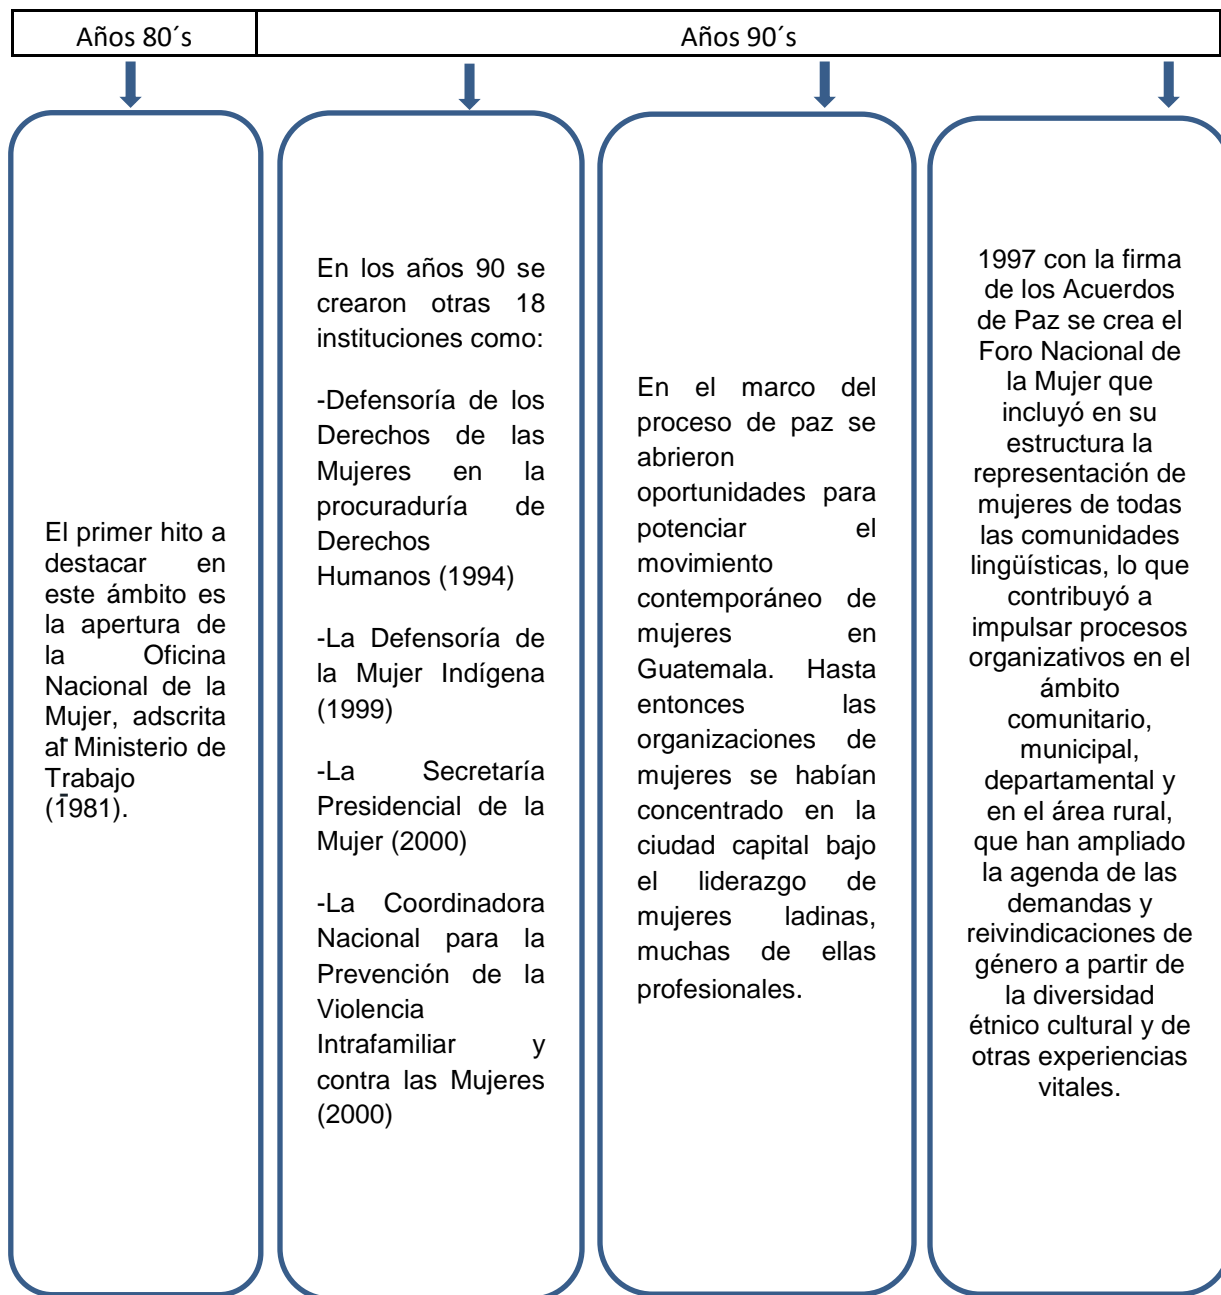 Años 80´s
Años 90´s
El primer hito a
destacar en
este ámbito es
la apertura de
la Oficina
Nacional de la
Mujer, adscrita
al Ministerio de
Trabajo
(1981).
En los años 90 se
crearon otras 18
instituciones como:
-Defensoría de los
Derechos de las
Mujeres en la
procuraduría de
Derechos
Humanos (1994)
-La Defensoría de
la Mujer Indígena
(1999)
-La Secretaría
Presidencial de la
Mujer (2000)
-La Coordinadora
Nacional para la
Prevención de la
Violencia
Intrafamiliar y
contra las Mujeres
(2000)
En el marco del
proceso de paz se
abrieron
oportunidades para
potenciar el
movimiento
contemporáneo de
mujeres en
Guatemala. Hasta
entonces las
organizaciones de
mujeres se habían
concentrado en la
ciudad capital bajo
el liderazgo de
mujeres ladinas,
muchas de ellas
profesionales.
1997 con la firma
de los Acuerdos
de Paz se crea el
Foro Nacional de
la Mujer que
incluyó en su
estructura la
representación de
mujeres de todas
las comunidades
lingüísticas, lo que
contribuyó a
impulsar procesos
organizativos en el
ámbito
comunitario,
municipal,
departamental y
en el área rural,
que han ampliado
la agenda de las
demandas y
reivindicaciones de
género a partir de
la diversidad
étnico cultural y de
otras experiencias
vitales.